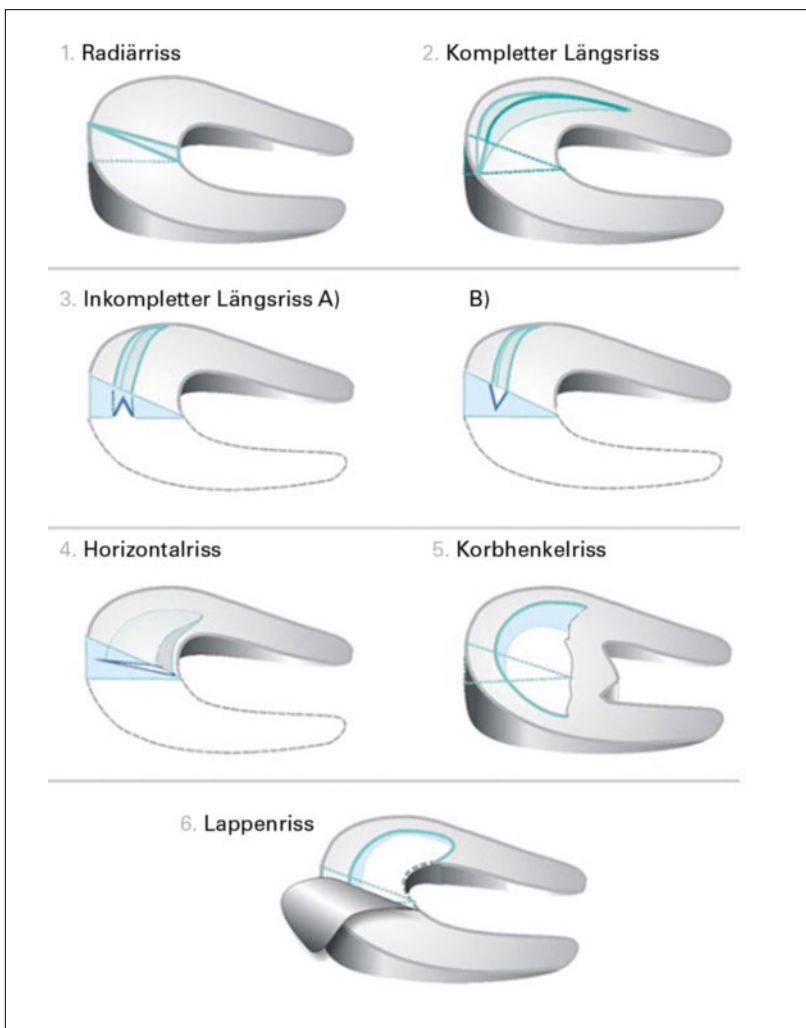 1. Radiärriss
2. Kompletter Längsriss
3. Inkompletter Längsriss A)
B)
4. Horizontalriss
5. Korbhenkelriss
6. Lappenriss